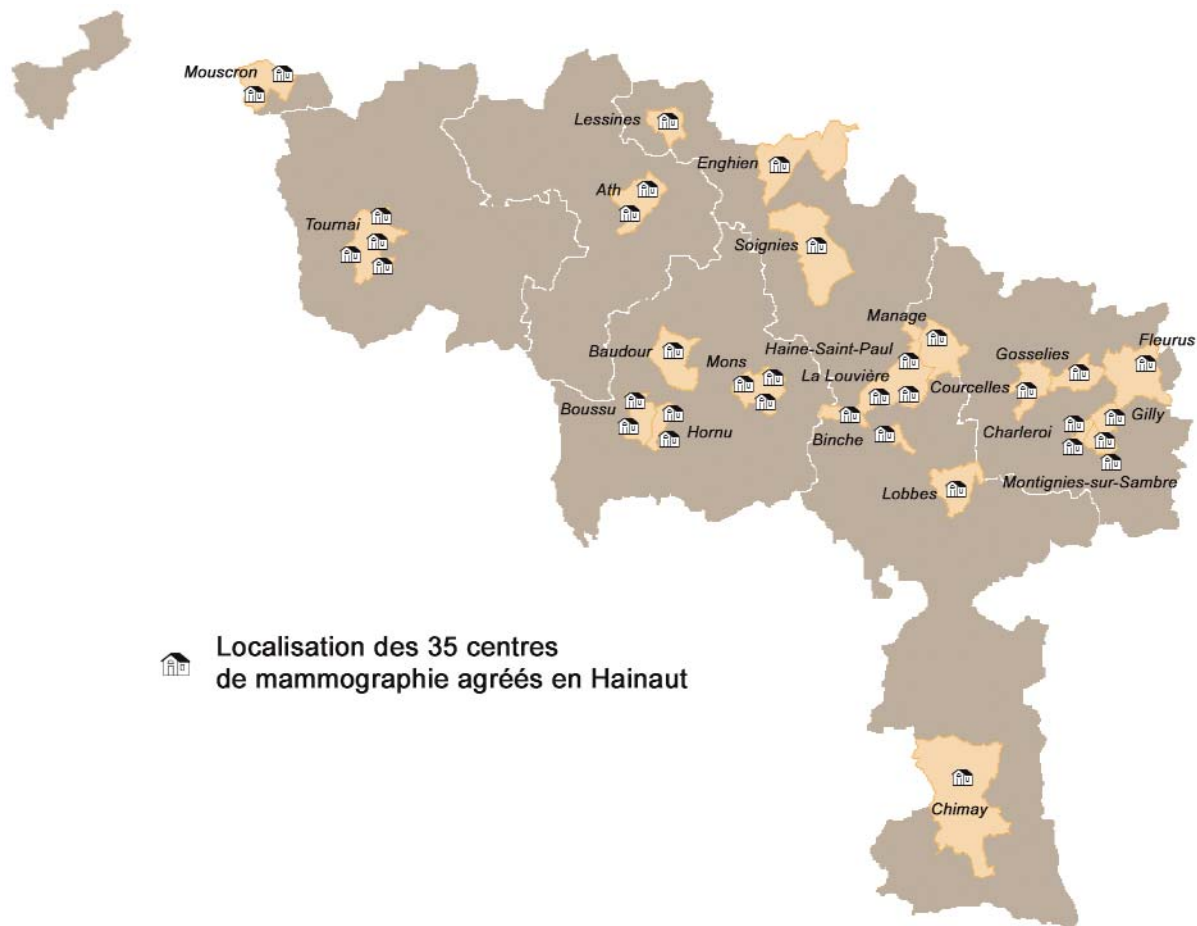 Mouscron
Lessines
Enghien
Ath
Tournai
Soignies
Manage
Fleurus
Baudour
Mons
Haine-Saint-Paul
Gosselies
La Louvière
Courcelles
Boussu
Gilly
Hornu
Binche
Charleroi
Montignies-sur-Sambre
Lobbes
Localisation des 35 centres
de mammographie agréés en Hainaut
Chimay